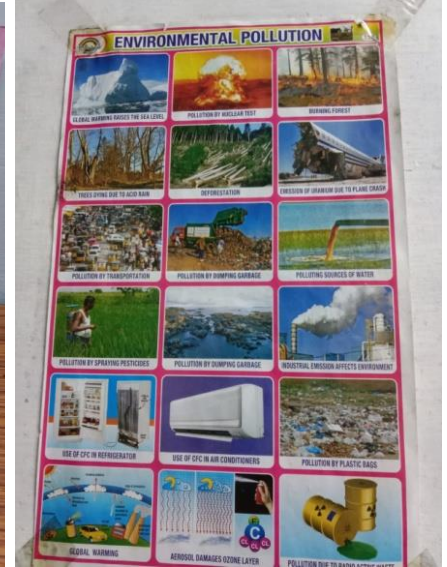 ENVIRONMENTAL POLLUTION
GLOBAL WARMING RAISES THE SEA LEVEL
POLLUTION BY NUCLEAR TEST
BURNING FOREST
TREES DYING DUE TO ACID RAIN
DEFORESTATION
EMISSION OF URANIUM DUE TO PLANE CRASH
POLLUTION BY TRANSPORTATION
POLLUTION BY DUMPING GARBAGE
POLLUTING SOURCES OF WATER
POLLUTION BY SPRAYING PESTICIDES
POLLUTION BY DUMPING GARBAGE
INDUSTRIAL EMISSION AFFECTS ENVIRONMENT
USE OF CFC IN REFRIGERATOR
USE OF CFC IN AIR CONDITIONERS
POLLUTION BY PLASTIC BAGS
C
CL CL CL
GLOBAL WARMING
AEROSOL DAMAGES OZONE LAYER
POLLUTION DUE TO RADIO ACTIVE WASTE